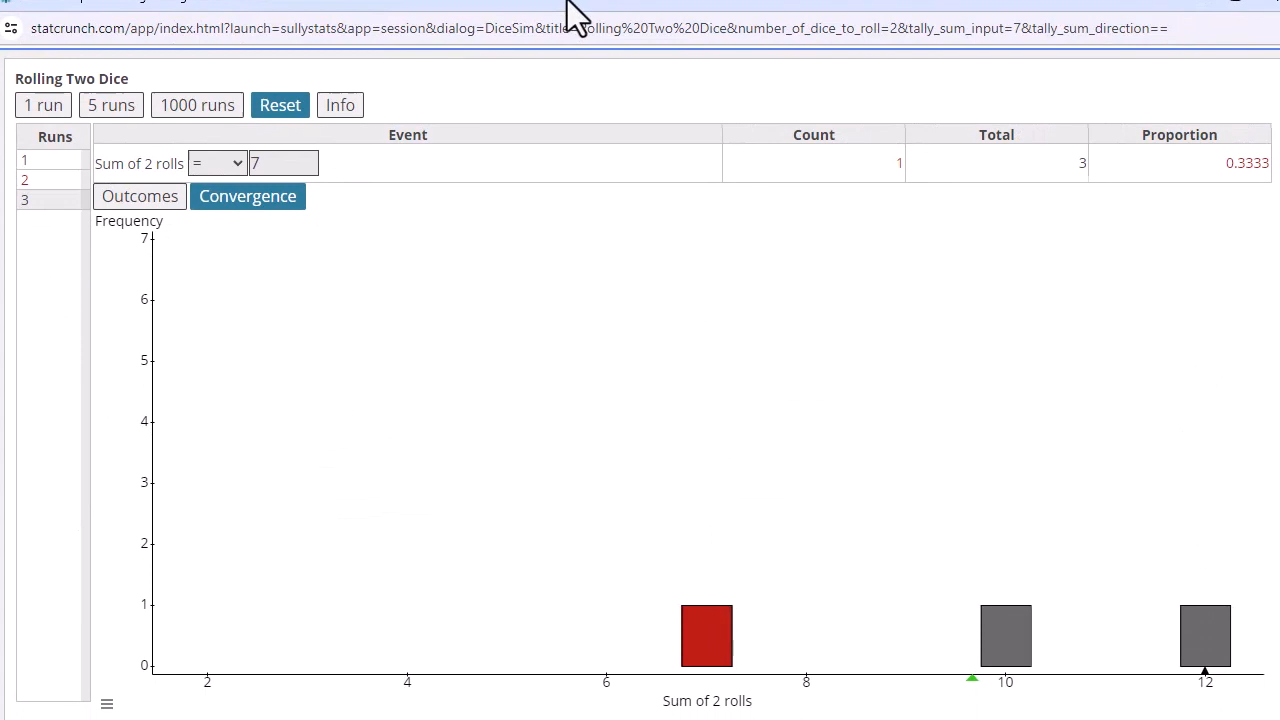 statcrunch.com/app/index.html?launch=sullystats&app=session&dialog=DiceSim&title=Rolling%20Two%20Dice&number_of_dice_to_roll=2&tally_sum_input=7&tally_sum_direction==
Rolling Two Dice
1 run 5 runs 1000 runs Reset Info
Runs Event Count Total Proportion
1
Sum of 2 rolls = 7 1 3 0.3333
2
3 Outcomes Convergence
Frequency
7
6
5
4
3
2
1
0
2 4 6 8 10 12
Sum of 2 rolls